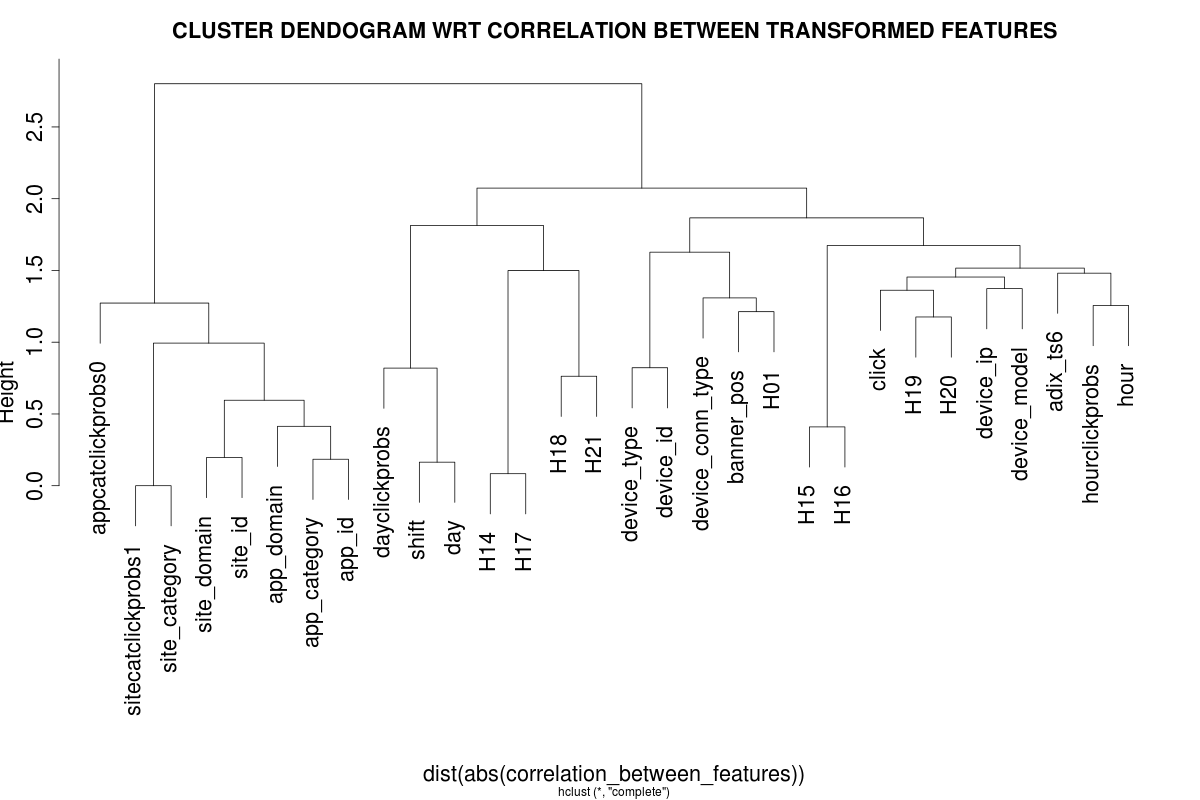 CLUSTER DENDOGRAM WRT CORRELATION BETWEEN TRANSFORMED FEATURES
Height
2.5
2.0
1.5
1.0
0.5
0.0
appcatclickprobs0
sitecatclickprobs1
site_category
site_domain
site_id
app_domain
app_category
app_id
dayclickprobs
shift
day
H14
H17
H18
H21
device_type
device_id
device_conn_type
banner_pos
H01
H15
H16
click
H19
H20
device_ip
device_model
adix_ts6
hourclickprobs
hour
dist(abs(correlation_between_features))
hclust (*, "complete")